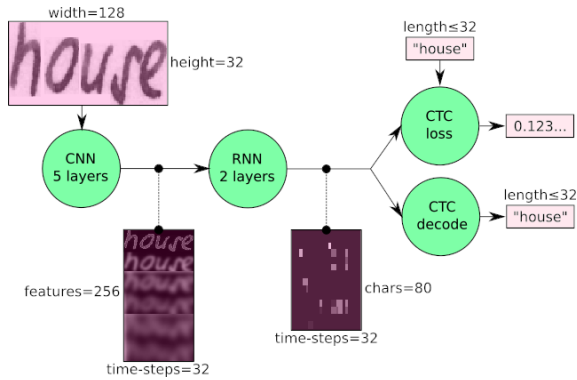 width=128
house
height=32
length≤32
"house"
CNN
5 layers
RNN
2 layers
CTC
loss
0.123...
CTC
decode
length≤32
"house"
house
house
features=256
time-steps=32
chars=80
time-steps=32